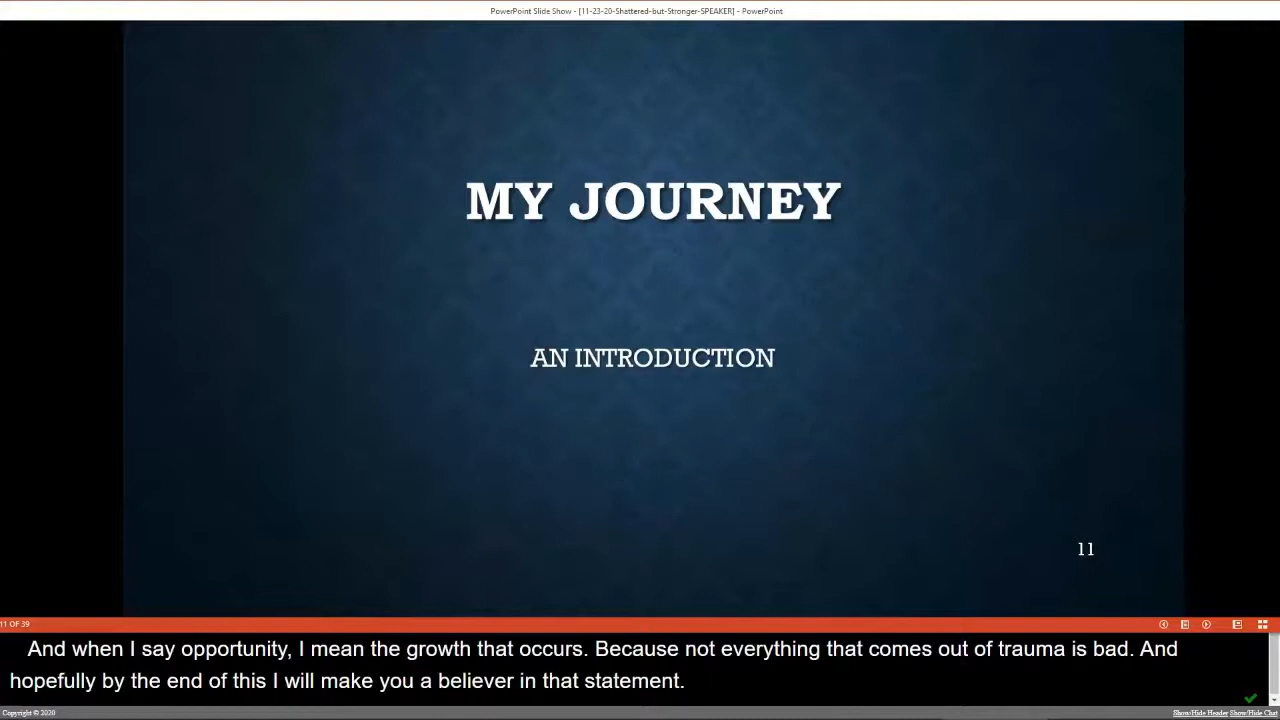 PowerPoint Slide Show - [11-23-20-Shattered-but-Stronger-SPEAKER] - PowerPoint
MY JOURNEY
AN INTRODUCTION
11
11 OF 39
And when I say opportunity, I mean the growth that occurs. Because not everything that comes out of trauma is bad. And
hopefully by the end of this I will make you a believer in that statement.
Copyright © 2020
Show/Hide Header Show/Hide Chat